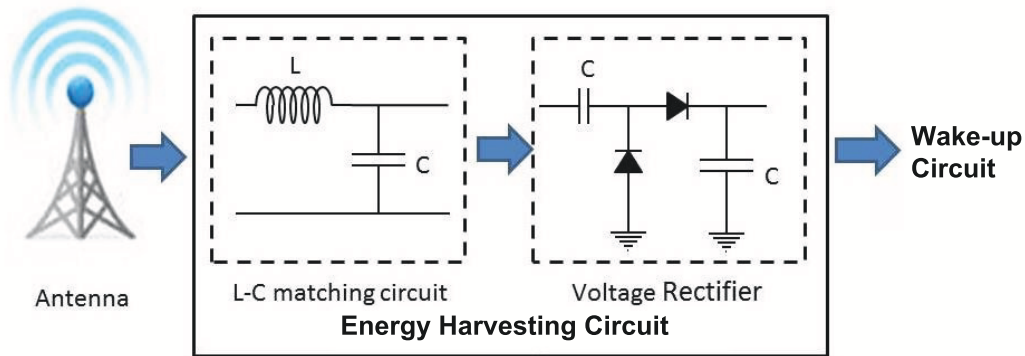 Antenna
L
C
L-C matching circuit
C
C
Voltage Rectifier
Energy Harvesting Circuit
Wake-up
Circuit